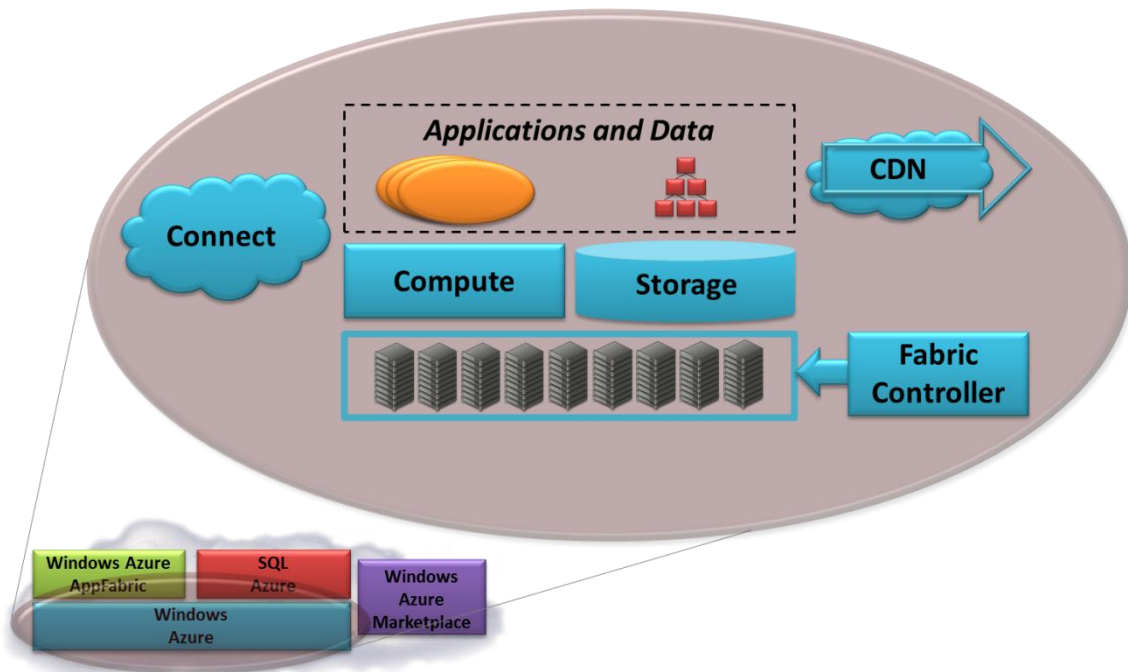 Applications and Data
CDN
Connect
Compute
Storage
Fabric
Controller
Windows Azure
AppFabric
SQL
Azure
Windows
Azure
Marketplace
Windows
Azure